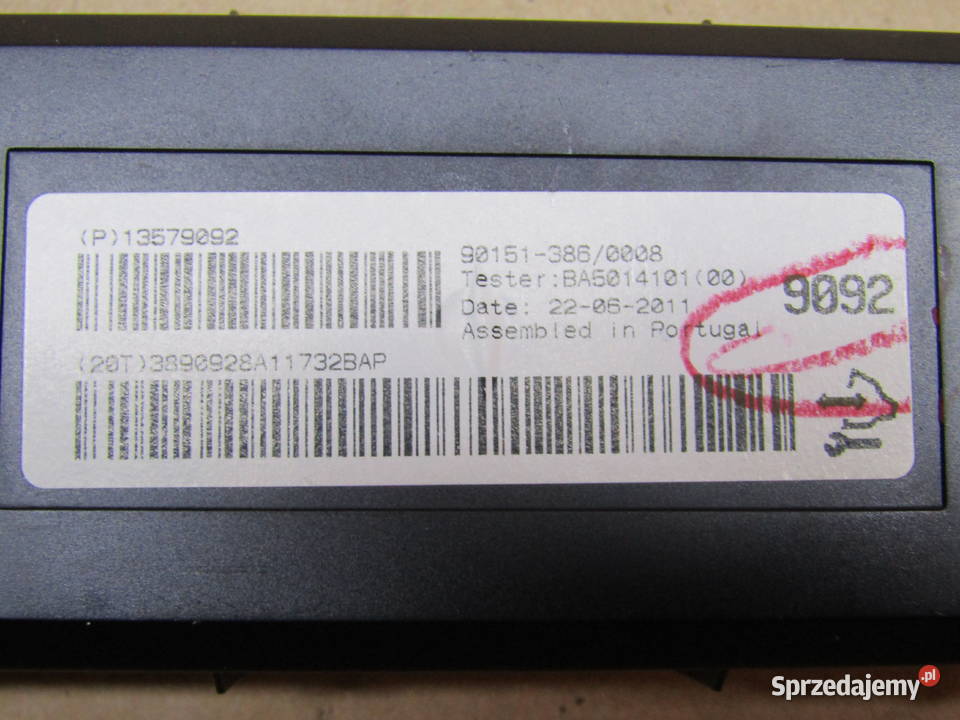 (P)13579092
90151-386/0008
Tester:BA5014101(00)
Date: 22-06-2011
Assembled in Portugal
9092
(20T)3890928A11732BAP
Sprzedajemy.pl